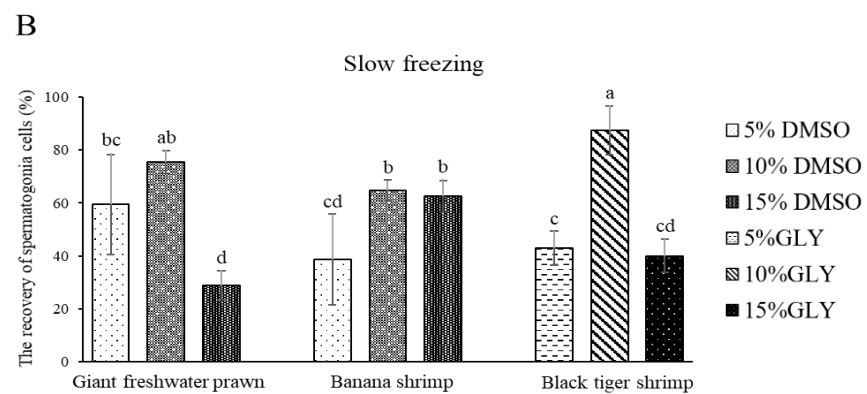 B
Slow freezing
The recovery of spermatogonia cells (%)
100
80
60
40
20
0
bc
ab
d
cd
b
b
c
a
cd
Giant freshwater prawn
Banana shrimp
Black tiger shrimp
5% DMSO
10% DMSO
15% DMSO
5%GLY
10%GLY
15%GLY